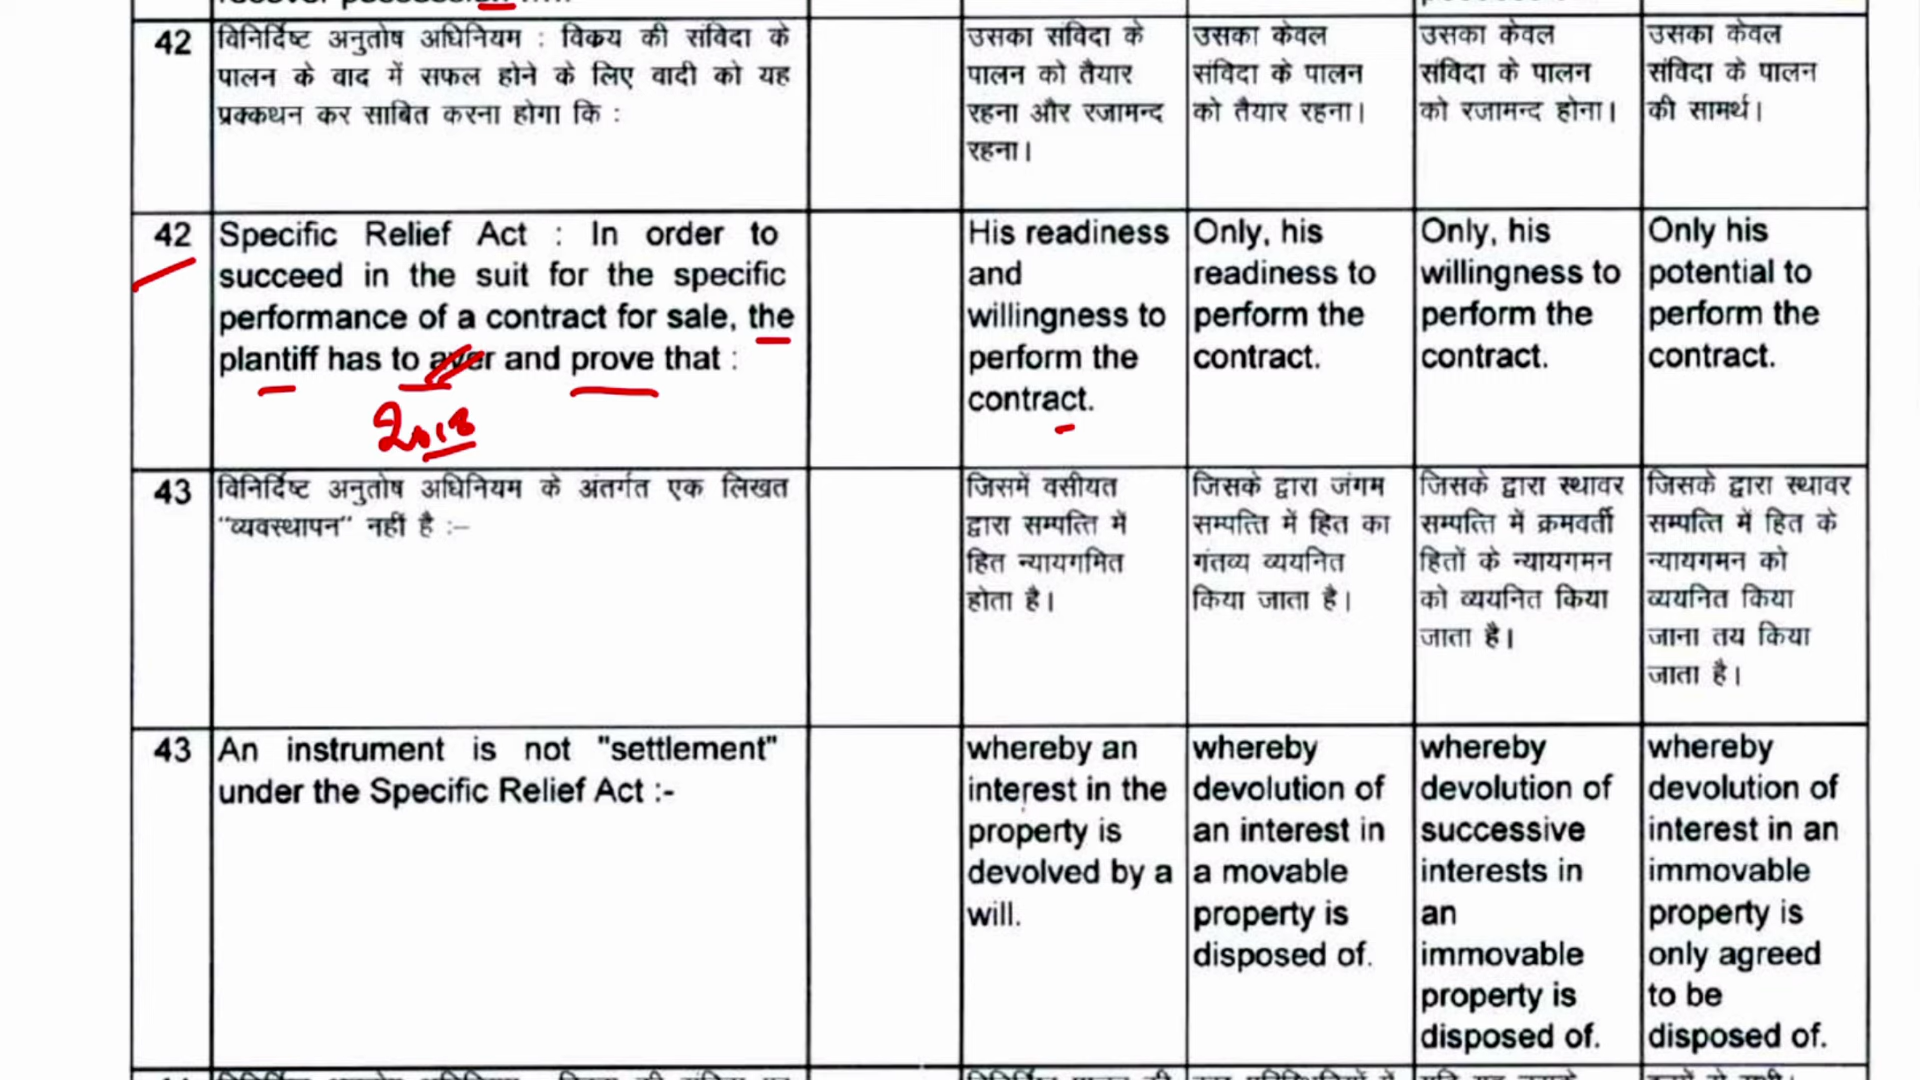 42
विनिर्दिष्ट अनुतोष अधिनियम : विक्रय की संविदा के
पालन के वाद में सफल होने के लिए वादी को यह
प्रक्कथन कर साबित करना होगा कि :
उसका संविदा के
पालन को तैयार
रहना और रजामन्द
रहना।
उसका केवल
संविदा के पालन
को तैयार रहना।
उसका केवल
संविदा के पालन
को रजामन्द होना।
उसका केवल
संविदा के पालन
की सामर्थ।
42
Specific Relief Act : In order to
succeed in the suit for the specific
performance of a contract for sale, the
plantiff has to aver and prove that :
2018
His readiness
and
willingness to
perform the
contract.
Only, his
readiness to
perform the
contract.
Only, his
willingness to
perform the
contract.
Only his
potential to
perform the
contract.
43
विनिर्दिष्ट अनुतोष अधिनियम के अंतर्गत एक लिखत
"व्यवस्थापन" नहीं है :–
जिसमें वसीयत
द्वारा सम्पत्ति में
हित न्यायगमित
होता है।
जिसके द्वारा जंगम
सम्पत्ति में हित का
गंतव्य व्ययनित
किया जाता है।
जिसके द्वारा स्थावर
सम्पत्ति में क्रमवर्ती
हितों के न्यायगमन
को व्ययनित किया
जाता है।
जिसके द्वारा स्थावर
सम्पत्ति में हित के
न्यायगमन को
व्ययनित किया
जाना तय किया
जाता है।
43
An instrument is not "settlement"
under the Specific Relief Act :-
whereby an
interest in the
property is
devolved by a
will.
whereby
devolution of
an interest in
a movable
property is
disposed of.
whereby
devolution of
successive
interests in
an
immovable
property is
disposed of.
whereby
devolution of
interest in an
immovable
property is
only agreed
to be
disposed of.